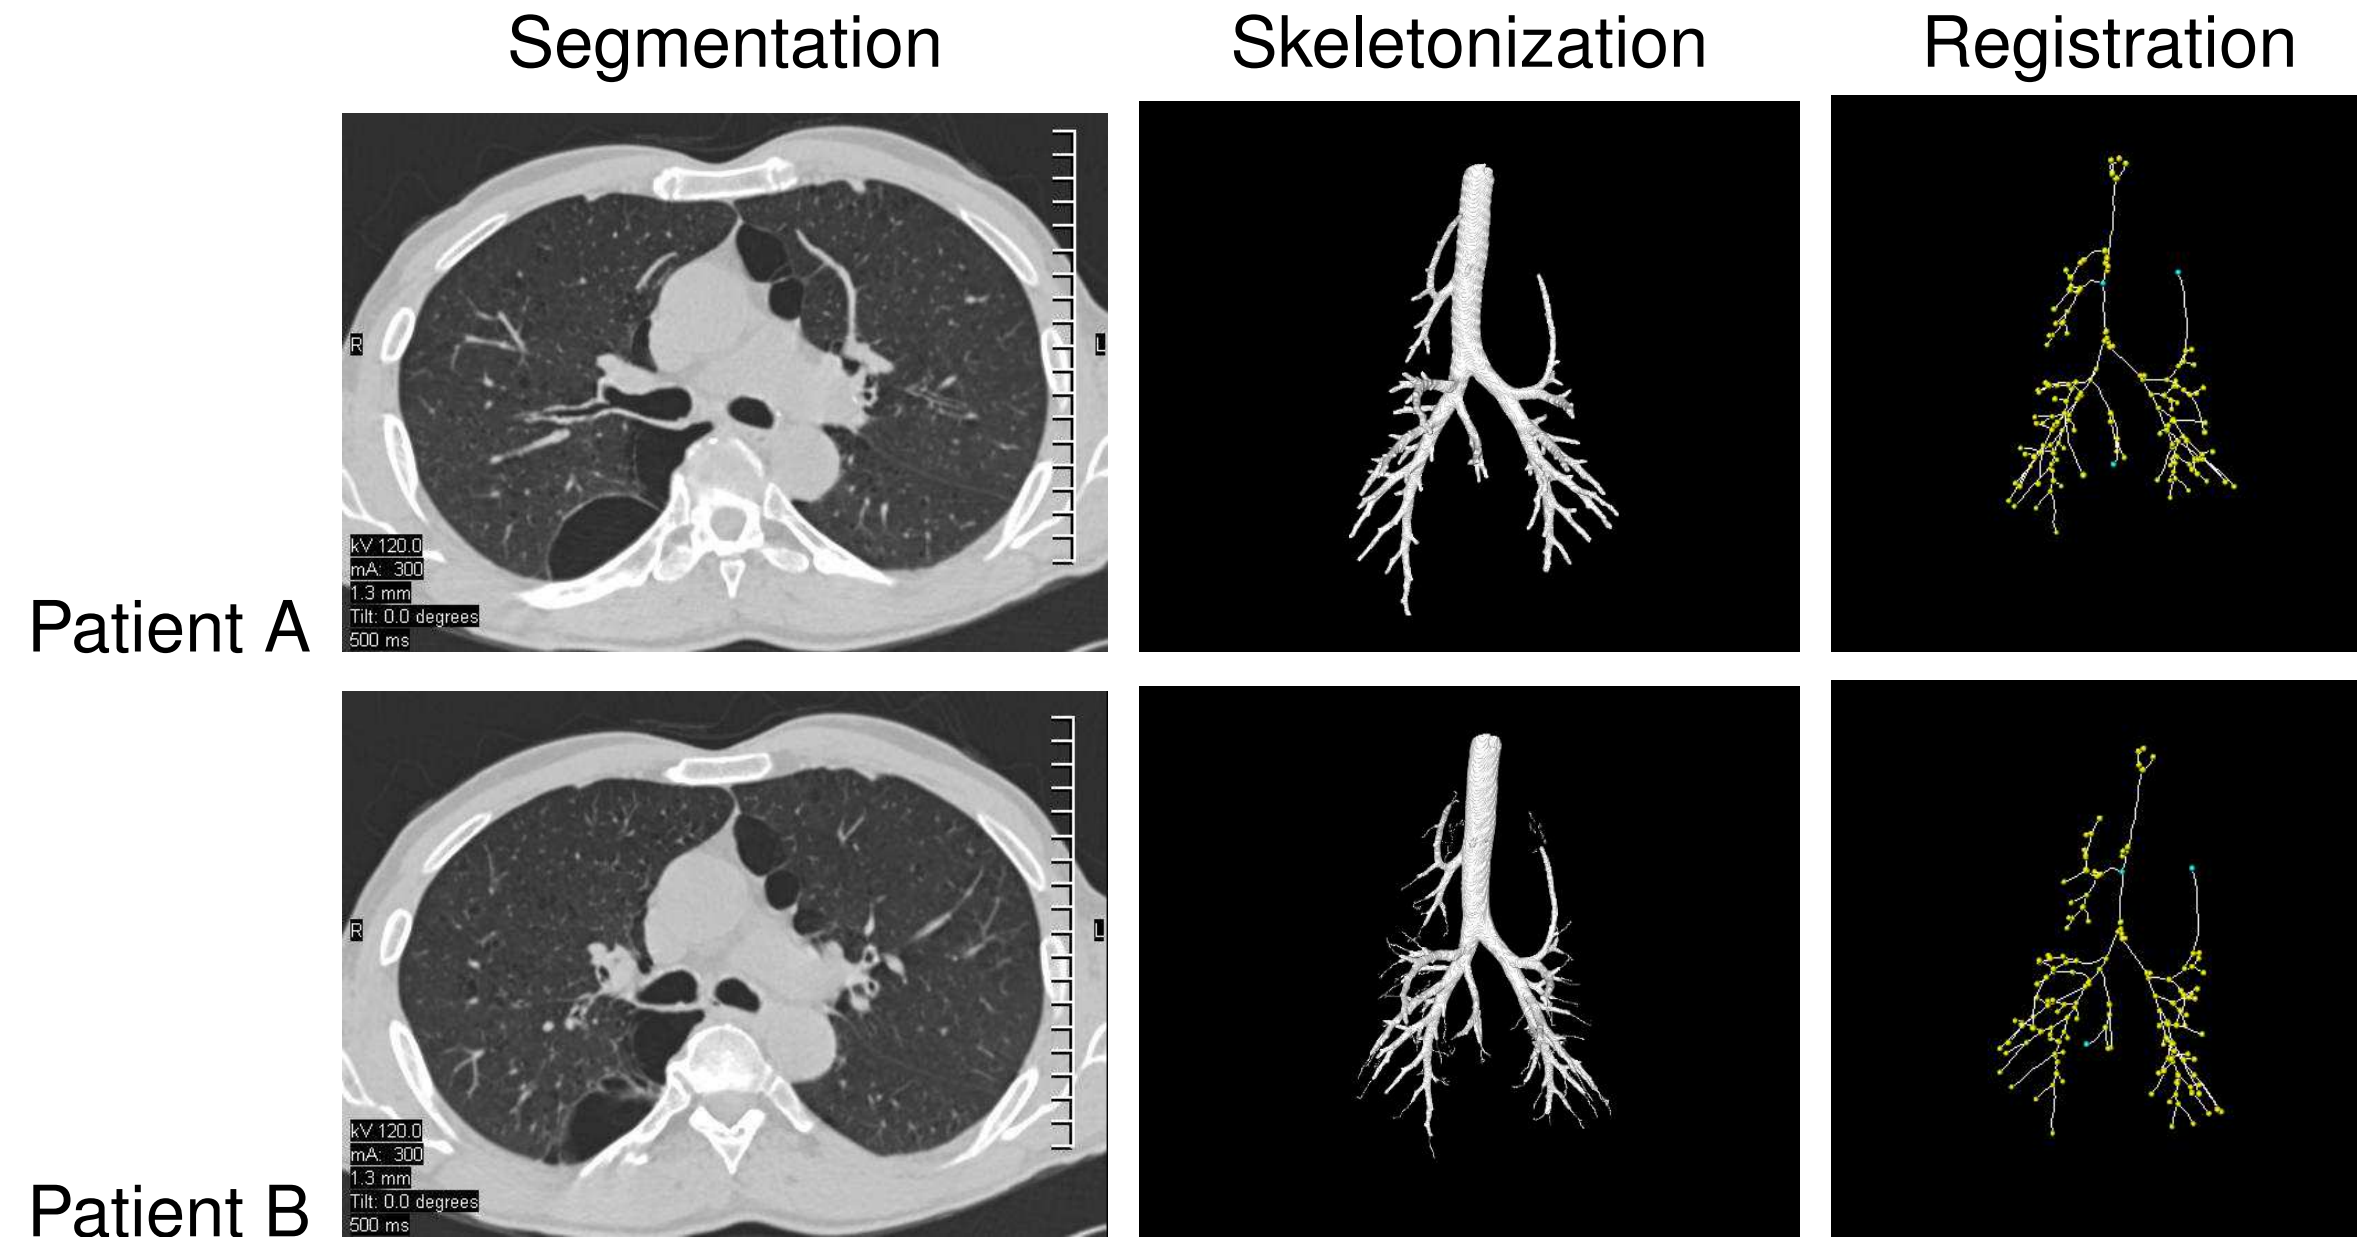 Segmentation Skeletonization Registration
R L
kV 120.0
mA: 300
1.3 mm
Tilt: 0.0 degrees
500 ms
Patient A
R L
kV 120.0
mA: 300
1.3 mm
Tilt: 0.0 degrees
500 ms
Patient B